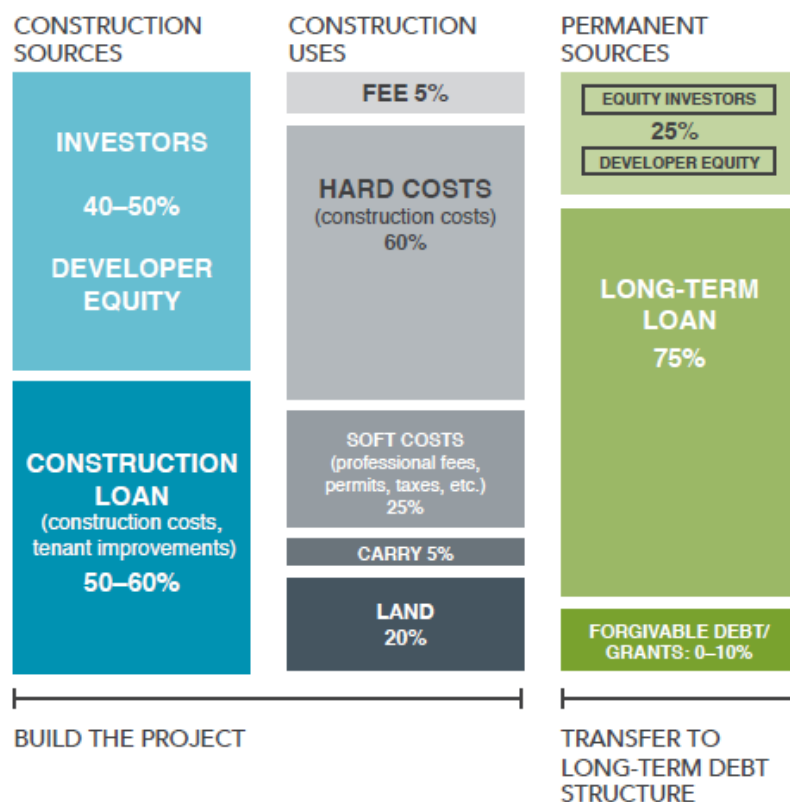 CONSTRUCTION
SOURCES
INVESTORS
40–50%
DEVELOPER
EQUITY
CONSTRUCTION
LOAN
(construction costs,
tenant improvements)
50–60%
CONSTRUCTION
USES
FEE 5%
HARD COSTS
(construction costs)
60%
SOFT COSTS
(professional fees,
permits, taxes, etc.)
25%
CARRY 5%
LAND
20%
PERMANENT
SOURCES
EQUITY INVESTORS
25%
DEVELOPER EQUITY
LONG-TERM
LOAN
75%
FORGIVABLE DEBT/
GRANTS: 0–10%
BUILD THE PROJECT
TRANSFER TO
LONG-TERM DEBT
STRUCTURE